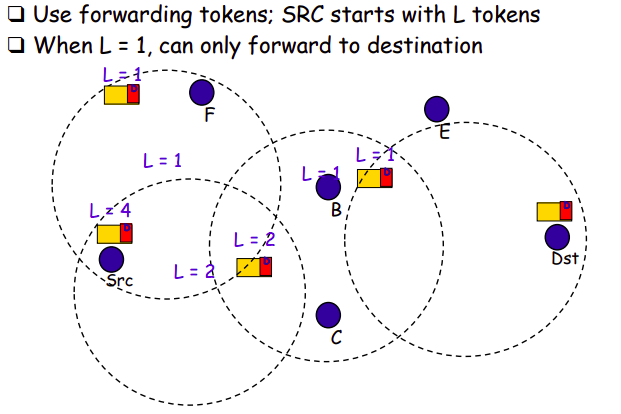 ❑ Use forwarding tokens; SRC starts with L tokens
❑ When L = 1, can only forward to destination
L = 1
D
F
E
L = 1
L = 1
D
L = 1
L = 4
D
B
D
L = 2
D
L = 2
Src
Dst
C